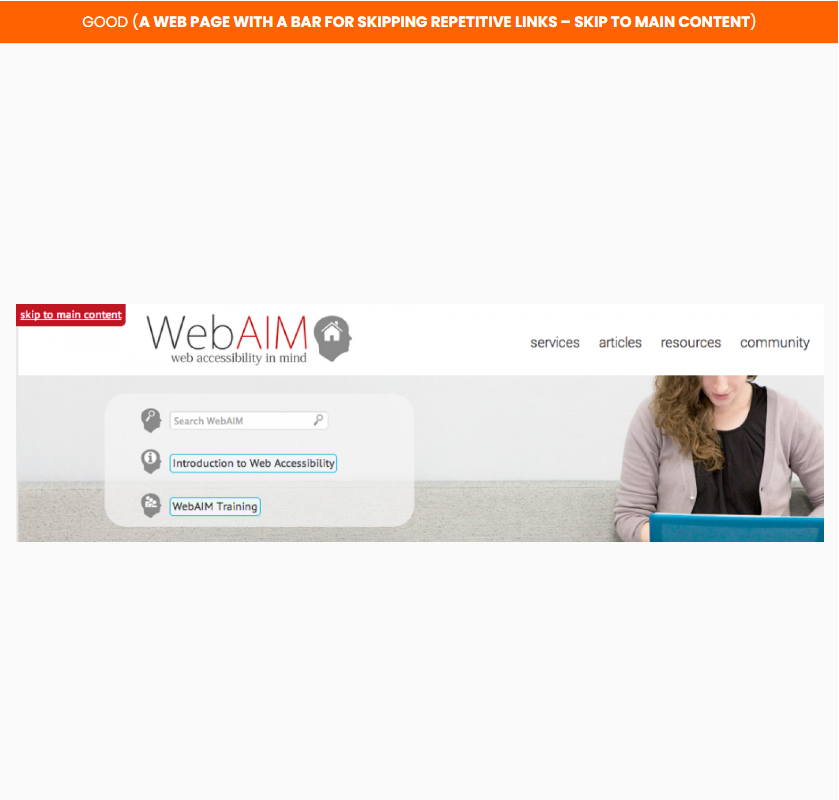 GOOD (A WEB PAGE WITH A BAR FOR SKIPPING REPETITIVE LINKS – SKIP TO MAIN CONTENT)
skip to main content
WebAIM
web accessibility in mind
services articles resources community
Search WebAIM
Introduction to Web Accessibility
WebAIM Training